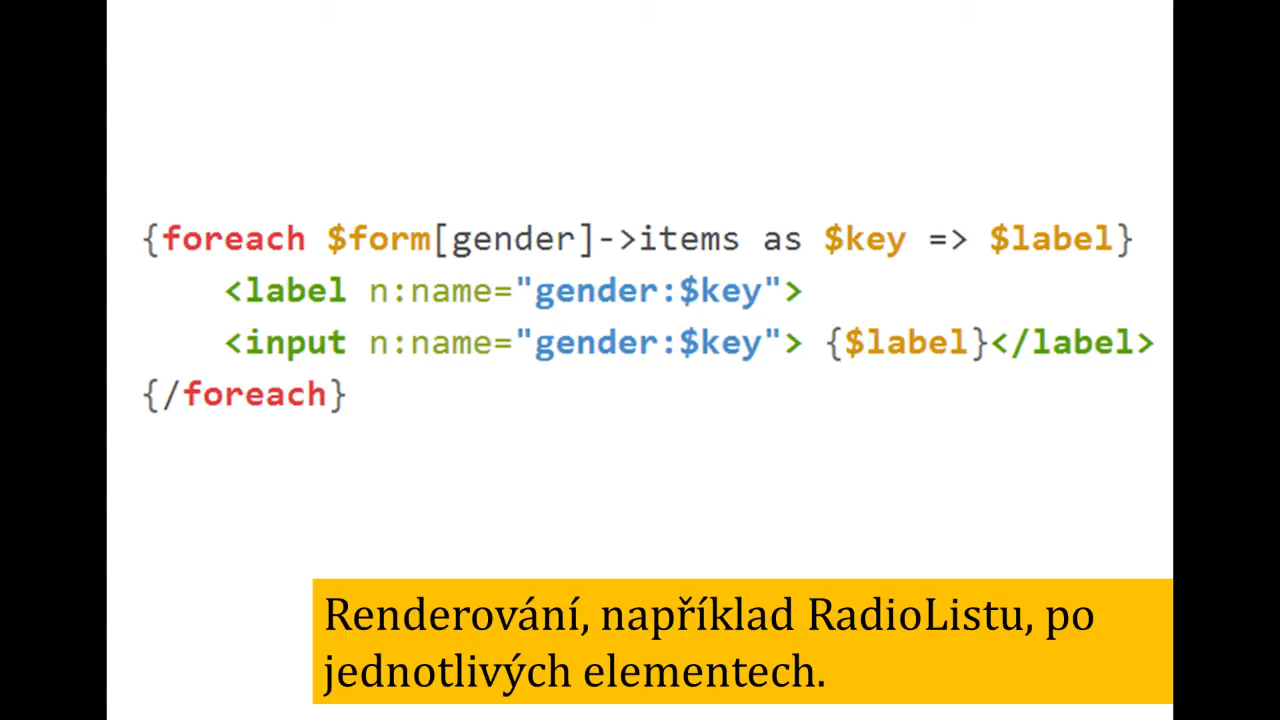 {foreach $form[gender]->items as $key => $label}
<label n:name="gender:$key">
<input n:name="gender:$key"> {$label}</label>
{/foreach}
Renderování, například RadioListu, po
jednotlivých elementech.